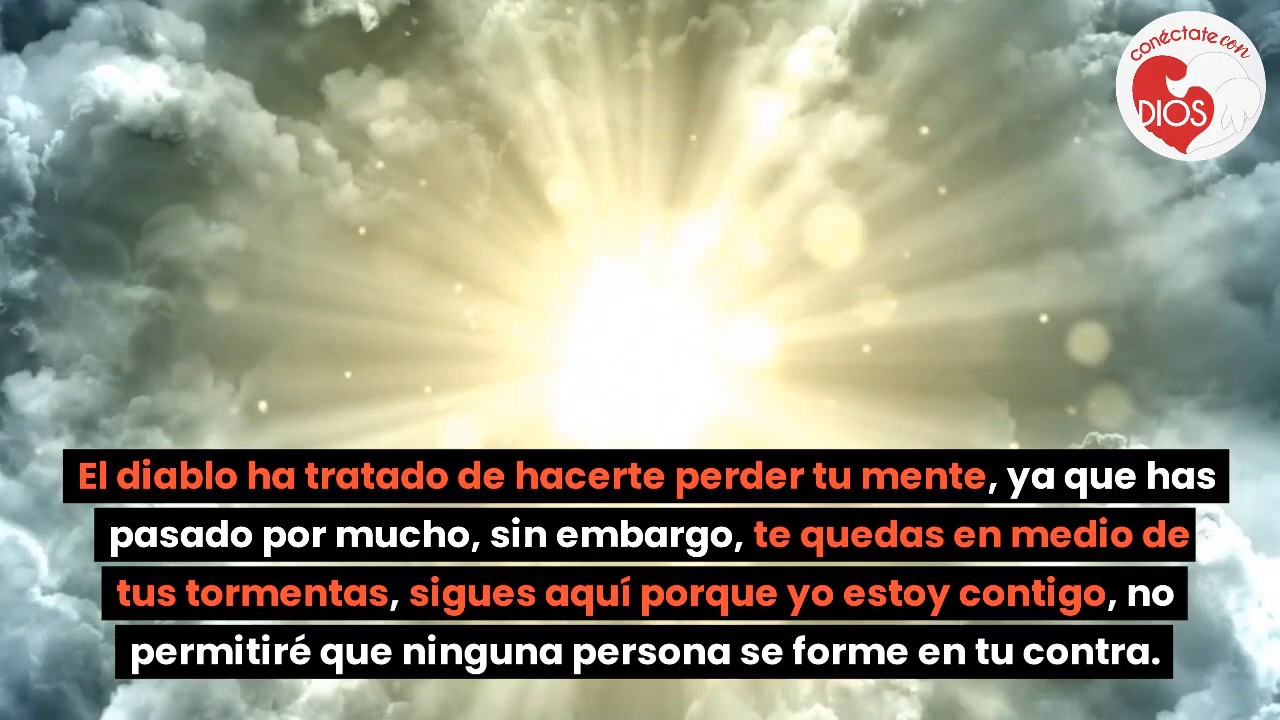 conéctate con
DIOS
El diablo ha tratado de hacerte perder tu mente, ya que has
pasado por mucho, sin embargo, te quedas en medio de
tus tormentas, sigues aquí porque yo estoy contigo, no
permitiré que ninguna persona se forme en tu contra.